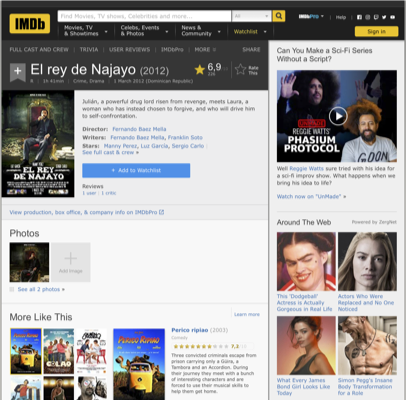 IMDb
Find Movies, TV shows, Celebrities and more...
All
IMDbPro
Help
Movies, TV
& Showtimes
Celebs, Events
& Photos
News &
Community
Watchlist
Sign in
FULL CAST AND CREW | TRIVIA | USER REVIEWS | IMDbPro | MORE
SHARE
El rey de Najayo (2012)
6,9
Rate
This
1h 41min | Crime, Drama | 1 March 2012 (Dominican Republic)
Julián, a powerful drug lord risen from revenge, meets Laura, a
woman who has instead chosen to forgive, and who will drive him
to self-confrontation.
Director: Fernando Baez Mella
Writers: Fernando Baez Mella, Franklin Soto
Stars: Manny Perez, Luz García, Sergio Carlo
See full cast & crew »
+ Add to Watchlist
Reviews
1 user | 1 critic
EL REY
DE NAJAYO
View production, box office, & company info on IMDbPro
Photos
Add Image
See all 2 photos »
More Like This
Learn more
PERICO RIPIAO
Perico ripiao (2003)
Comedy
7,1
Three convicted criminals escape from
prison carrying only a Güira, a
Tambora and an Accordion. During
their journey they meet with a bunch
of interesting characters and are
forced to use their musical skills to
help them get home.
Can You Make a Sci-Fi Series
Without a Script?
REGGIE WATTS'
PHASIUM
PROTOCOL
Well Reggie Watts sure tried with his idea for
a sci-fi improv show. What happens when we
bring his idea to life?
Watch now on "UnMade" »
Around The Web
Powered by ZergNet
This 'Dodgeball'
Actress is Actually
Gorgeous in Real Life
Actors Who Were
Replaced and No One
Noticed
What Every James
Bond Girl Looks Like
Today
Simon Pegg's Insane
Body Transformation
for a Role